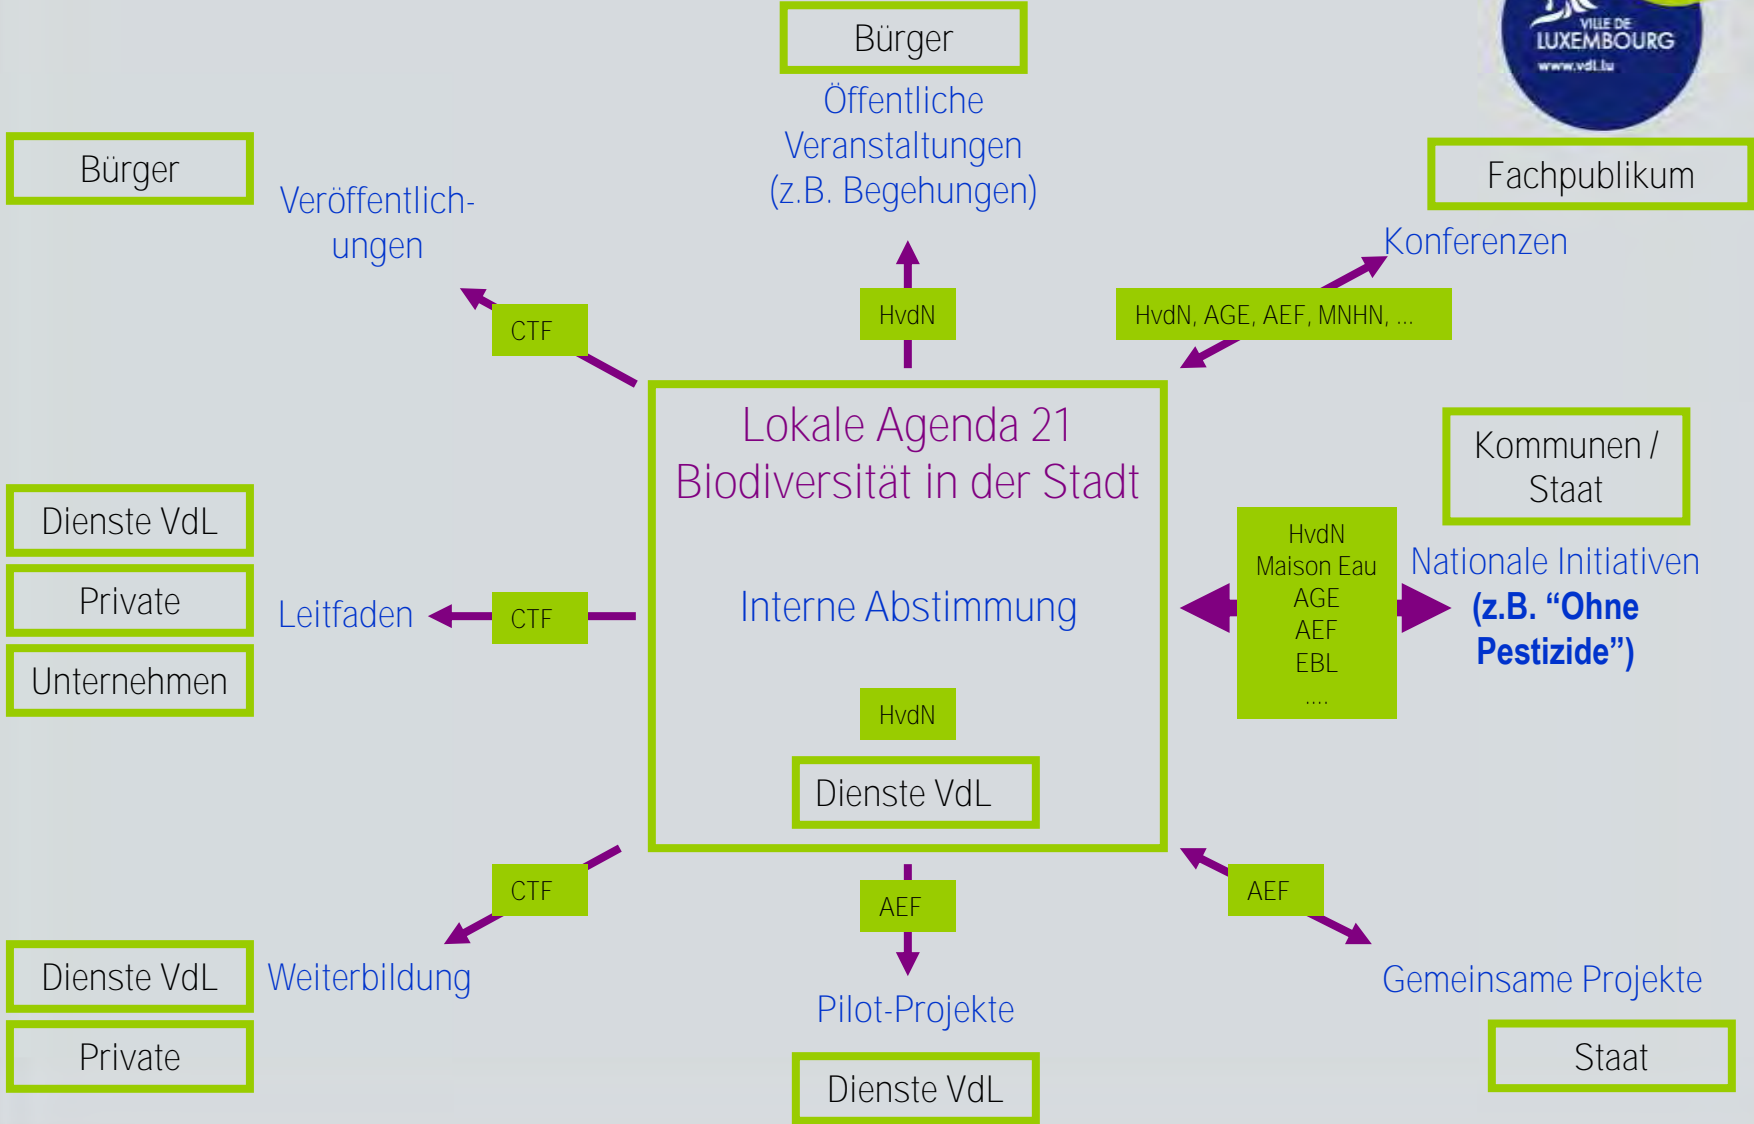 Bürger
VILLE DE
LUXEMBOURG
www.vdl.lu
Öffentliche
Veranstaltungen
(z.B. Begehungen)
Bürger
Veröffentlich-
ungen
Fachpublikum
Konferenzen
CTF
HvdN
HvdN, AGE, AEF, MNHN, ...
Lokale Agenda 21
Biodiversität in der Stadt
Interne Abstimmung
HvdN
Dienste VdL
Kommunen /
Staat
HvdN
Maison Eau
AGE
AEF
EBL
....
Nationale Initiativen
(z.B. “Ohne
Pestizide”)
Dienste VdL
Private
Unternehmen
Leitfaden
CTF
CTF
AEF
AEF
Dienste VdL
Private
Weiterbildung
Pilot-Projekte
Dienste VdL
Gemeinsame Projekte
Staat